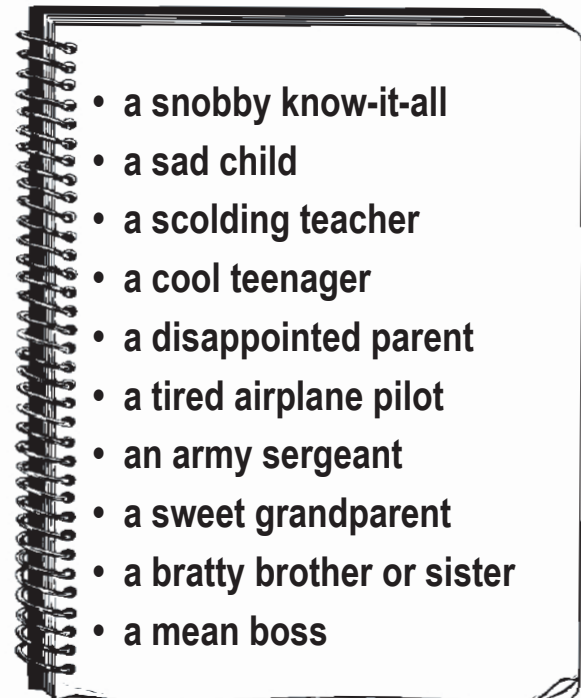 • a snobby know-it-all
• a sad child
• a scolding teacher
• a cool teenager
• a disappointed parent
• a tired airplane pilot
• an army sergeant
• a sweet grandparent
• a bratty brother or sister
• a mean boss